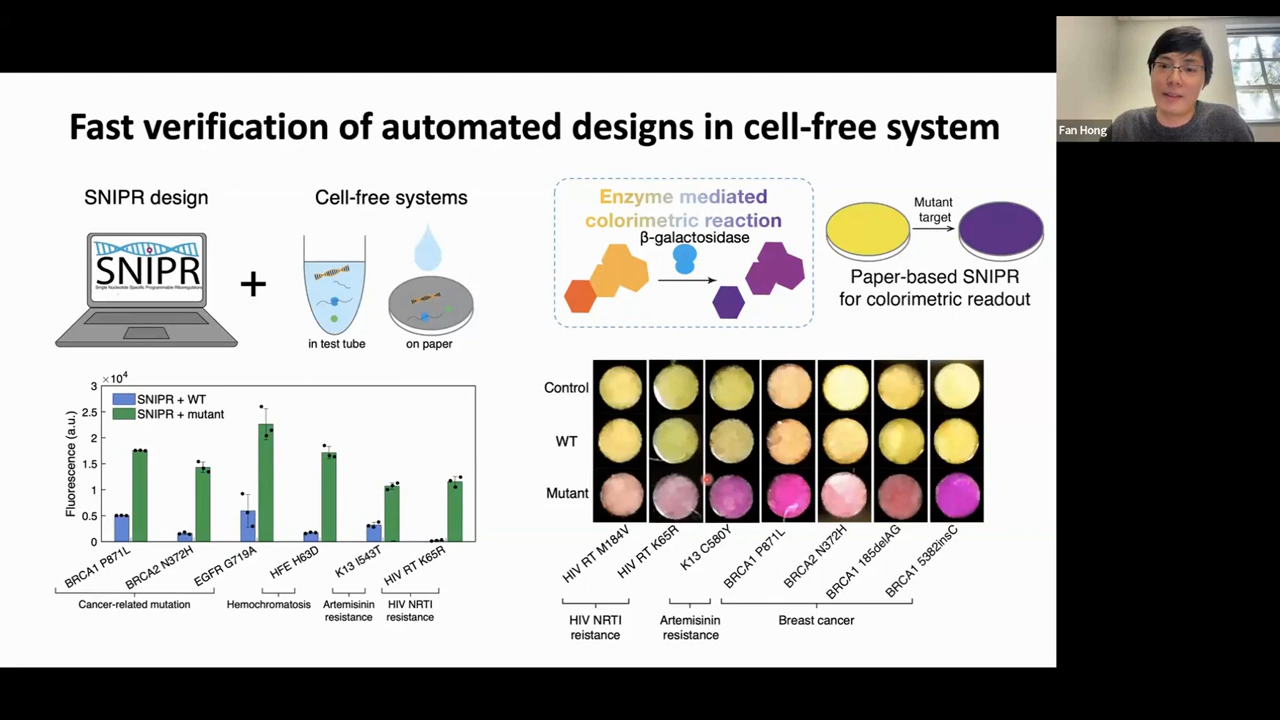 Fast verification of automated designs in cell-free system
SNIPR design
Cell-free systems
SNIPR
+
in test tube
on paper
Enzyme mediated
colorimetric reaction
β-galactosidase
Mutant
target
Paper-based SNIPR
for colorimetric readout
×10⁴
Fluorescence (a.u.)
3
2.5
2
1.5
1
0.5
0
SNIPR + WT
SNIPR + mutant
BRCA1 P871L
BRCA2 N372H
EGFR G719A
HFE H63D
K13 I543T
HIV RT K65R
Cancer-related mutation
Hemochromatosis
Artemisinin
resistance
HIV NRTI
resistance
Control
WT
Mutant
HIV RT M184V
HIV RT K65R
K13 C580Y
BRCA1 P871L
BRCA2 N372H
BRCA1 185delAG
BRCA1 5382insC
HIV NRTI
reistance
Artemisinin
resistance
Breast cancer
Fan Hong